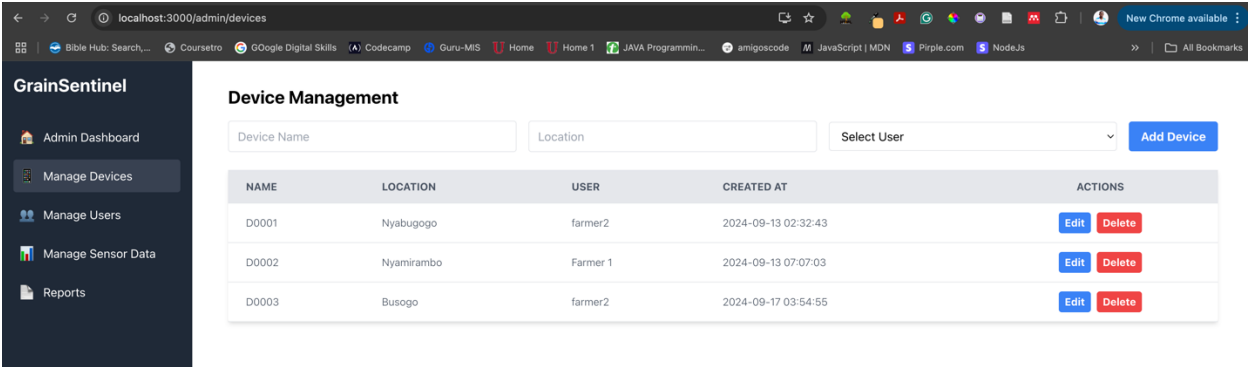 localhost:3000/admin/devices
New Chrome available
Bible Hub: Search,... Coursetro GOogle Digital Skills Codecamp Guru-MIS Home Home 1 JAVA Programmin... amigoscode JavaScript | MDN Pirple.com NodeJs » All Bookmarks
GrainSentinel
Admin Dashboard
Manage Devices
Manage Users
Manage Sensor Data
Reports
Device Management
Device Name Location Select User Add Device
NAME LOCATION USER CREATED AT ACTIONS
D0001 Nyabugogo farmer2 2024-09-13 02:32:43 Edit Delete
D0002 Nyamirambo Farmer 1 2024-09-13 07:07:03 Edit Delete
D0003 Busogo farmer2 2024-09-17 03:54:55 Edit Delete